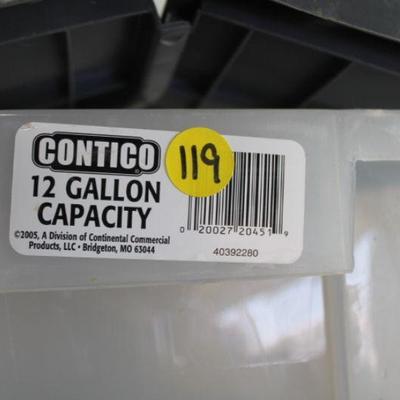 CONTICO
119
12 GALLON
CAPACITY
©2005, A Division of Continental Commercial
Products, LLC • Bridgeton, MO 63044
0 20027 20451 9
40392280